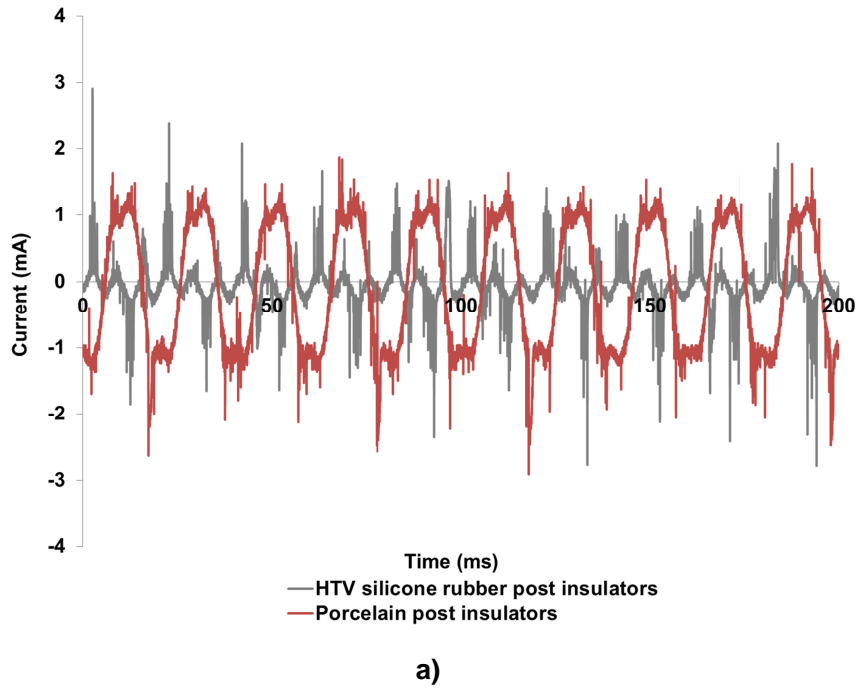 4
3
2
1
0
-1
-2
-3
-4
Current (mA)
0 50 100 150 200
Time (ms)
HTV silicone rubber post insulators
Porcelain post insulators
a)